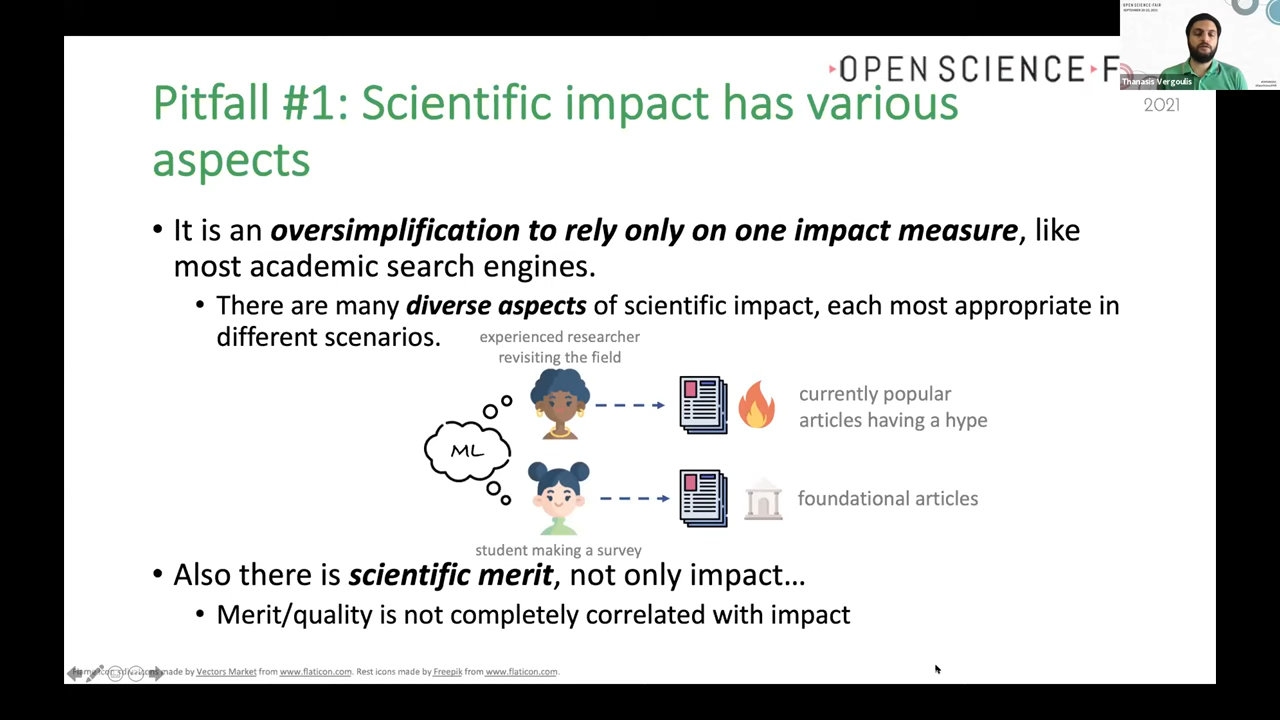 OPEN SCIENCE FAIR
OPEN SCIENCE F
Thanasis Vergoulis
2021
Pitfall #1: Scientific impact has various
aspects
• It is an oversimplification to rely only on one impact measure, like
most academic search engines.
• There are many diverse aspects of scientific impact, each most appropriate in
different scenarios.
experienced researcher
revisiting the field
currently popular
articles having a hype
ML
foundational articles
student making a survey
• Also there is scientific merit, not only impact...
• Merit/quality is not completely correlated with impact
made by Vectors Market from www.flaticon.com. Rest icons made by Freepik from www.flaticon.com.